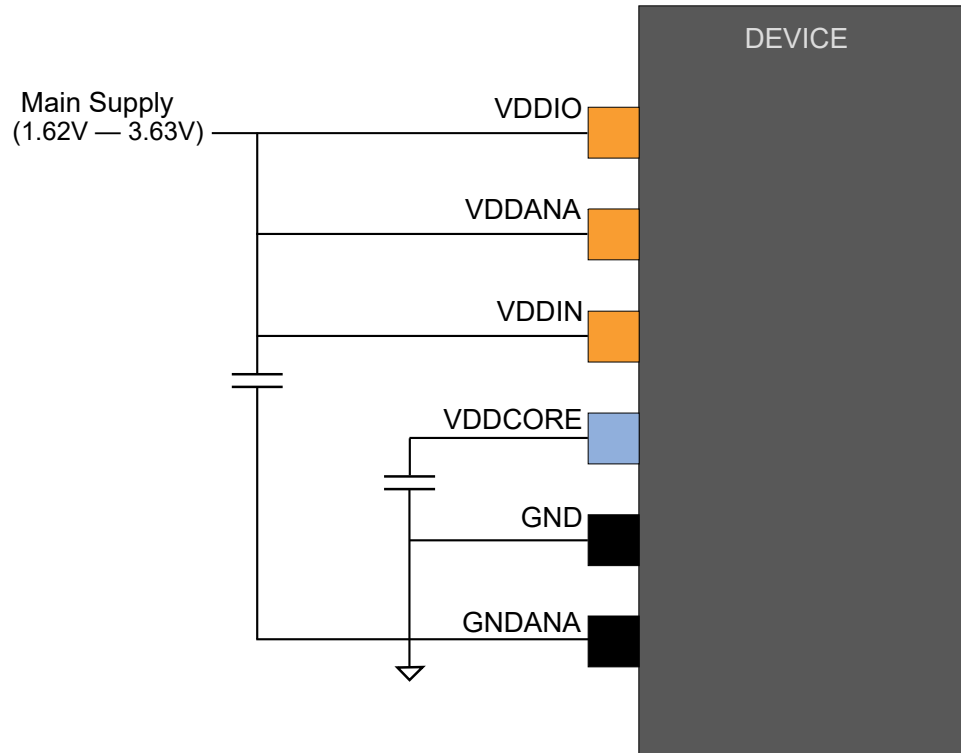 DEVICE
Main Supply
(1.62V — 3.63V)
VDDIO
VDDANA
VDDIN
VDDCORE
GND
GNDANA